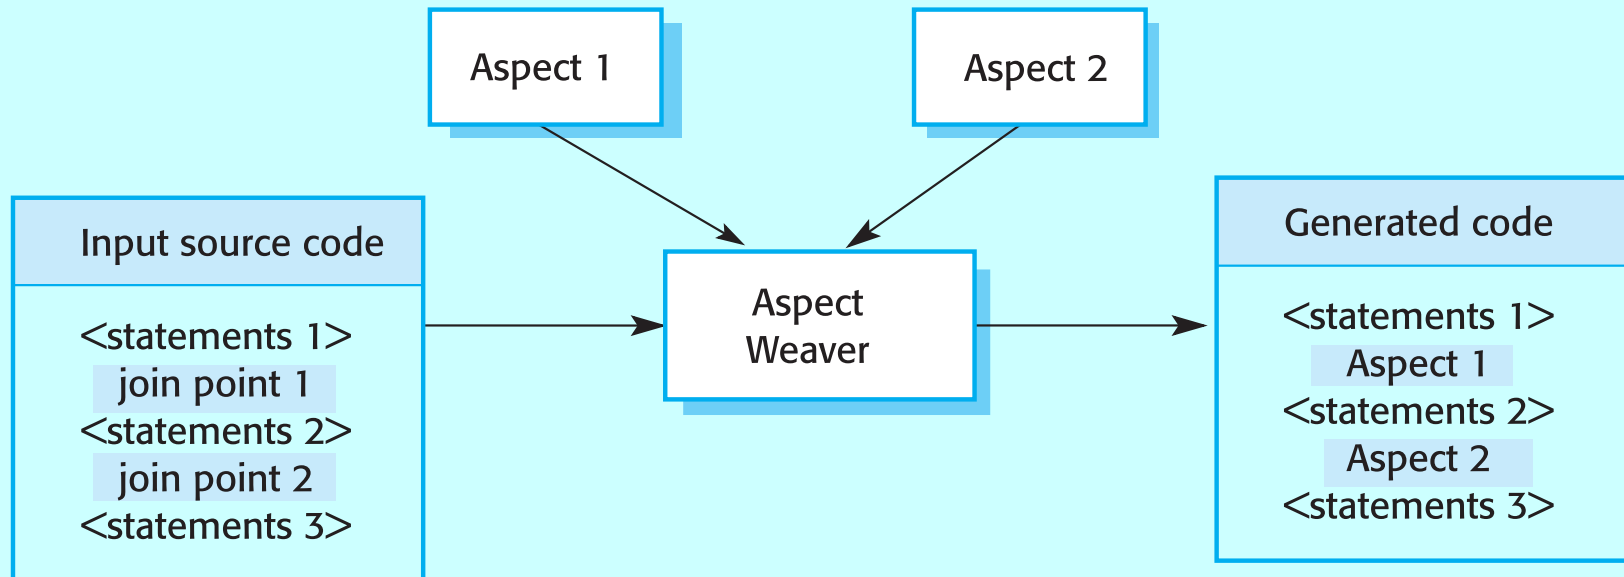 Aspect 1
Aspect 2
Input source code
<statements 1>
join point 1
<statements 2>
join point 2
<statements 3>
Aspect
Weaver
Generated code
<statements 1>
Aspect 1
<statements 2>
Aspect 2
<statements 3>